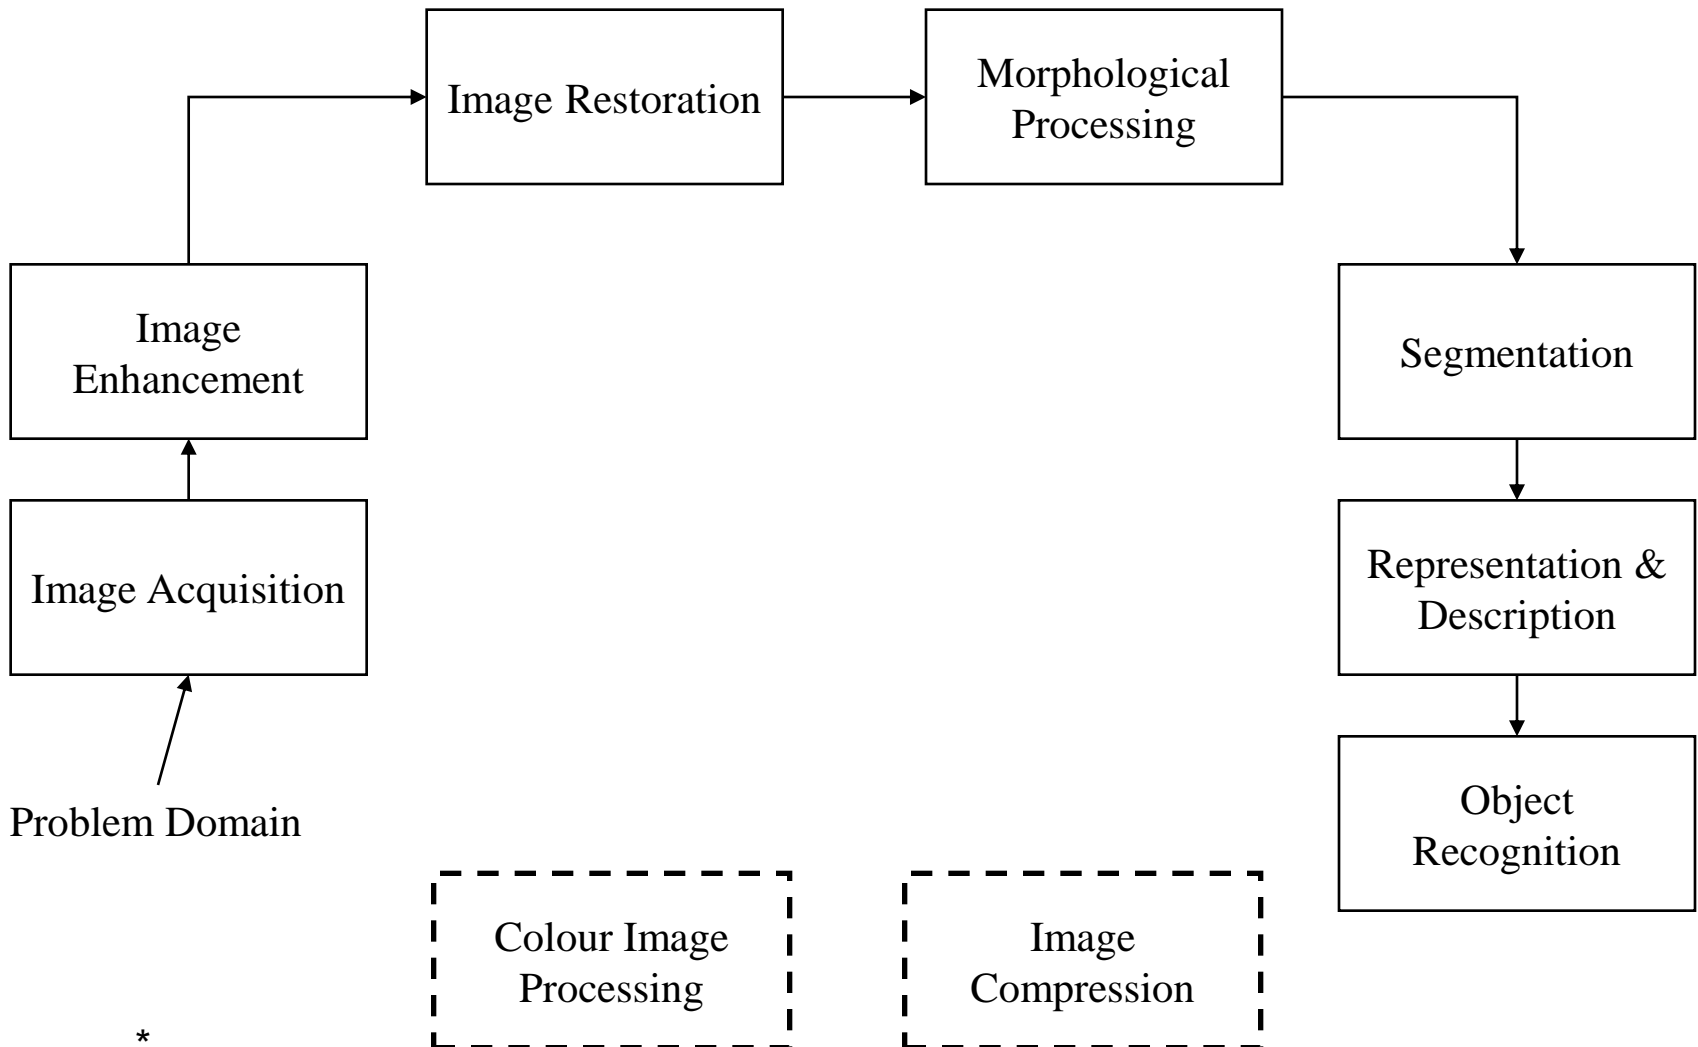 Image Restoration
Morphological
Processing
Image
Enhancement
Segmentation
Image Acquisition
Representation &
Description
Problem Domain
Object
Recognition
Colour Image
Processing
Image
Compression
*